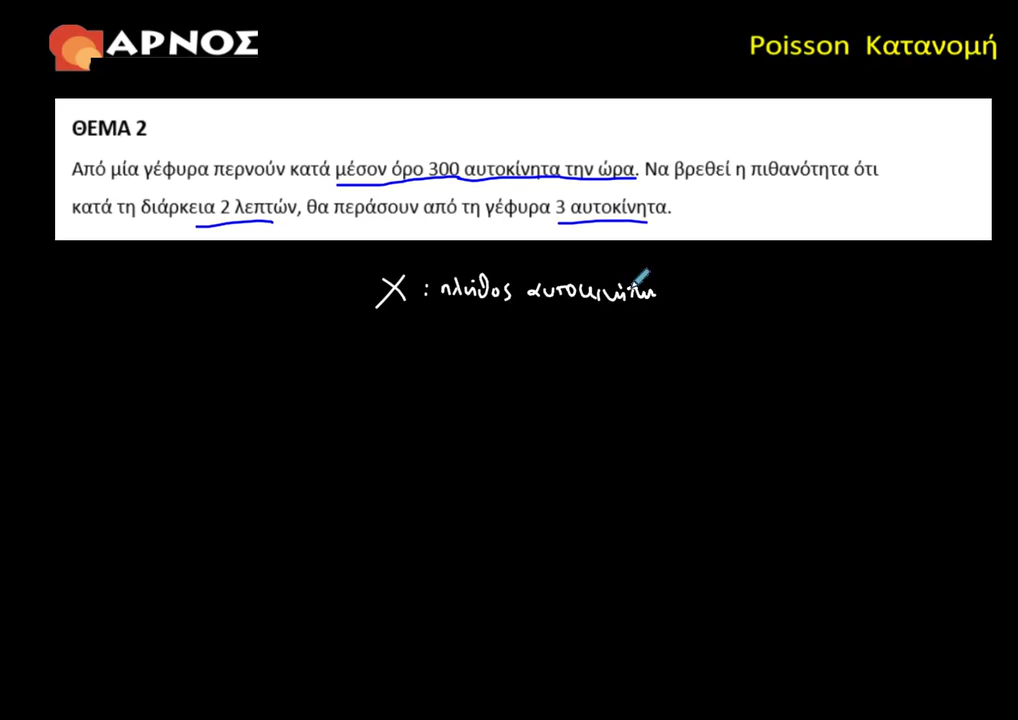 ΑΡΝΟΣ
Poisson Κατανομή
ΘΕΜΑ 2
Από μία γέφυρα περνούν κατά μέσον όρο 300 αυτοκίνητα την ώρα. Να βρεθεί η πιθανότητα ότι
κατά τη διάρκεια 2 λεπτών, θα περάσουν από τη γέφυρα 3 αυτοκίνητα.
X : πλήθος αυτοκινήτων